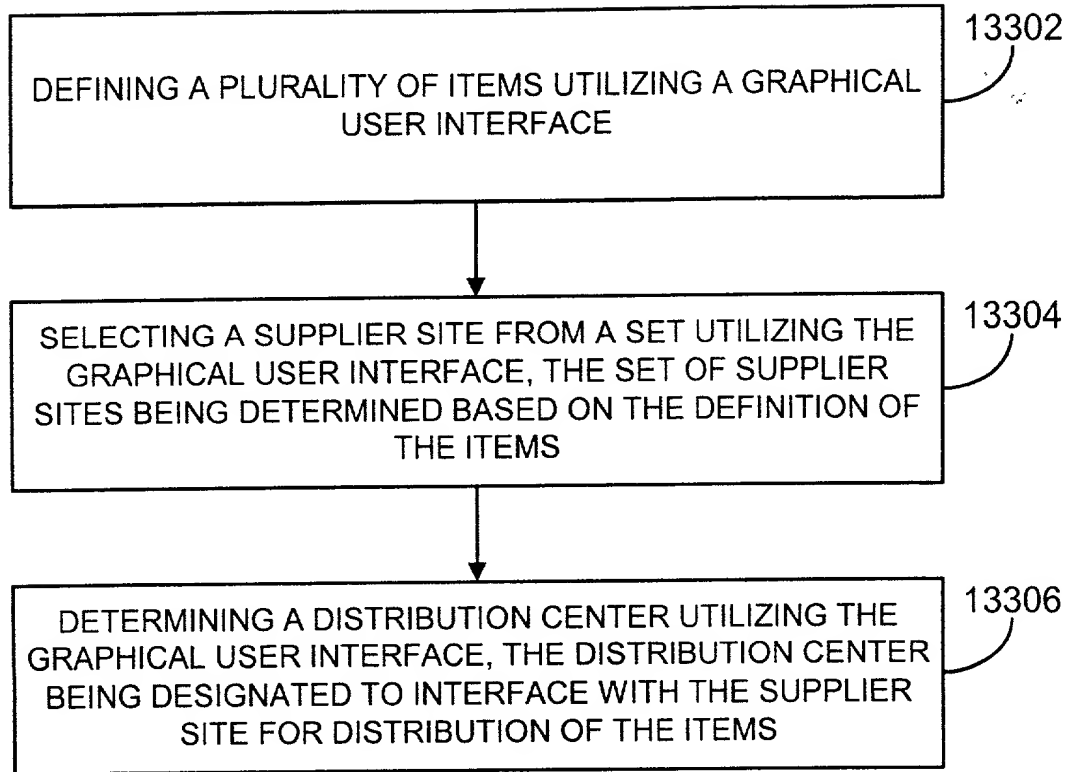 13302
DEFINING A PLURALITY OF ITEMS UTILIZING A GRAPHICAL
USER INTERFACE
13304
SELECTING A SUPPLIER SITE FROM A SET UTILIZING THE
GRAPHICAL USER INTERFACE, THE SET OF SUPPLIER
SITES BEING DETERMINED BASED ON THE DEFINITION OF
THE ITEMS
13306
DETERMINING A DISTRIBUTION CENTER UTILIZING THE
GRAPHICAL USER INTERFACE, THE DISTRIBUTION CENTER
BEING DESIGNATED TO INTERFACE WITH THE SUPPLIER
SITE FOR DISTRIBUTION OF THE ITEMS